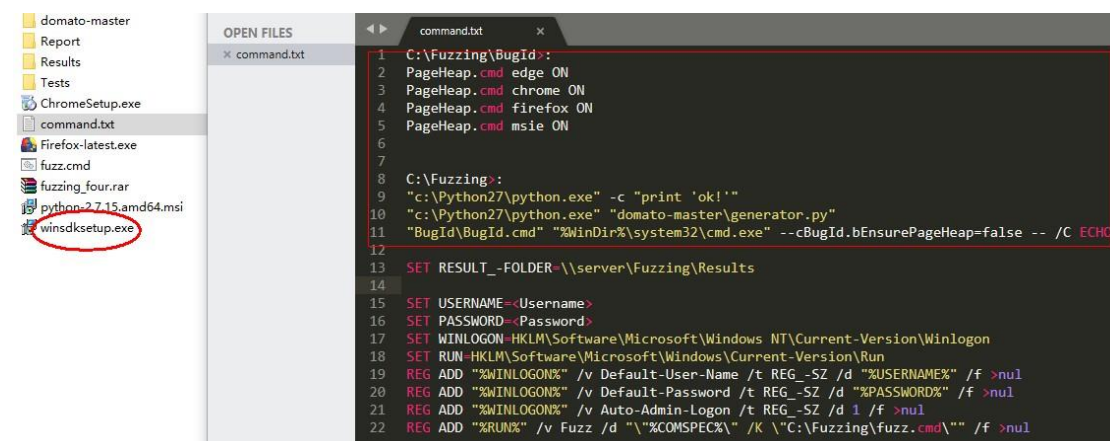 domato-master
Report
Results
Tests
ChromeSetup.exe
command.txt
Firefox-latest.exe
fuzz.cmd
fuzzing_four.rar
python-2.7.15.amd64.msi
winsdksetup.exe
OPEN FILES
× command.txt
command.txt ×
1 C:\Fuzzing\BugId>:
2 PageHeap.cmd edge ON
3 PageHeap.cmd chrome ON
4 PageHeap.cmd firefox ON
5 PageHeap.cmd msie ON
6
7
8 C:\Fuzzing>:
9 "c:\Python27\python.exe" -c "print 'ok!'"
10 "c:\Python27\python.exe" "domato-master\generator.py"
11 "BugId\BugId.cmd" "%WinDir%\system32\cmd.exe" --cBugId.bEnsurePageHeap=false -- /C ECHO
12
13 SET RESULT_-FOLDER=\\server\Fuzzing\Results
14
15 SET USERNAME=<Username>
16 SET PASSWORD=<Password>
17 SET WINLOGON=HKLM\Software\Microsoft\Windows NT\Current-Version\Winlogon
18 SET RUN=HKLM\Software\Microsoft\Windows\Current-Version\Run
19 REG ADD "%WINLOGON%" /v Default-User-Name /t REG_-SZ /d "%USERNAME%" /f >nul
20 REG ADD "%WINLOGON%" /v Default-Password /t REG_-SZ /d "%PASSWORD%" /f >nul
21 REG ADD "%WINLOGON%" /v Auto-Admin-Logon /t REG_-SZ /d 1 /f >nul
22 REG ADD "%RUN%" /v Fuzz /d "\"%COMSPEC%\" /K \"C:\Fuzzing\fuzz.cmd\"" /f >nul